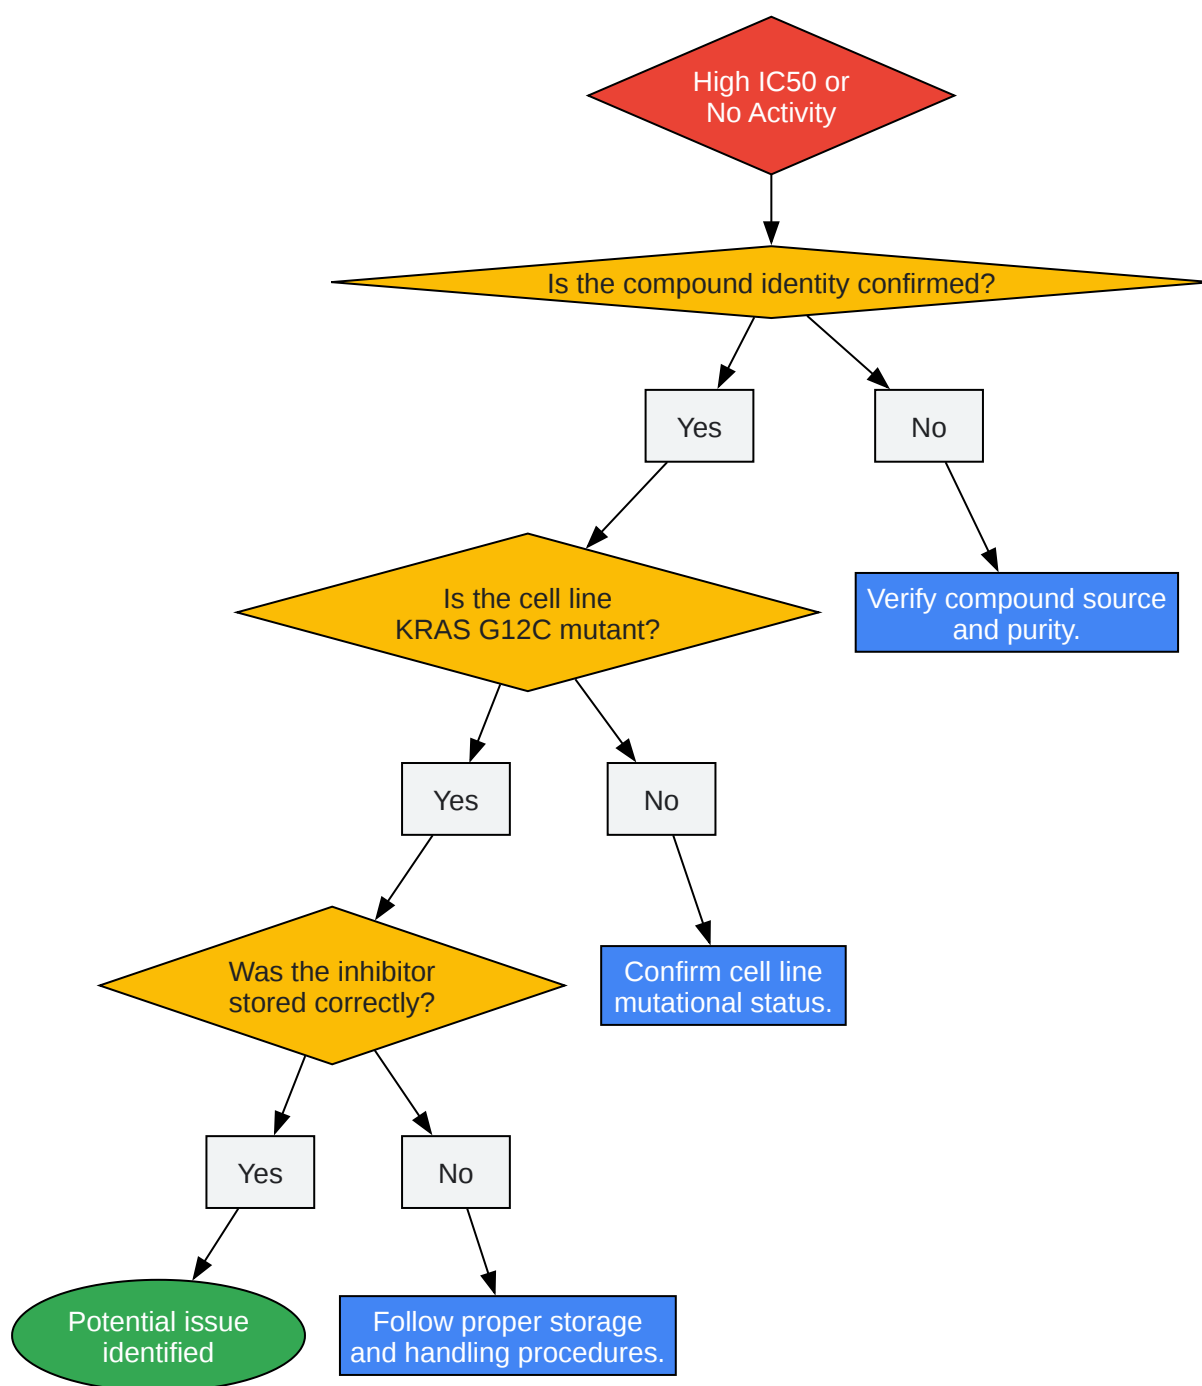 High IC50 or
No Activity
Is the compound identity confirmed?
Yes
No
Is the cell line
KRAS G12C mutant?
Verify compound source
and purity.
Yes
No
Was the inhibitor
stored correctly?
Confirm cell line
mutational status.
Yes
No
Potential issue
identified
Follow proper storage
and handling procedures.